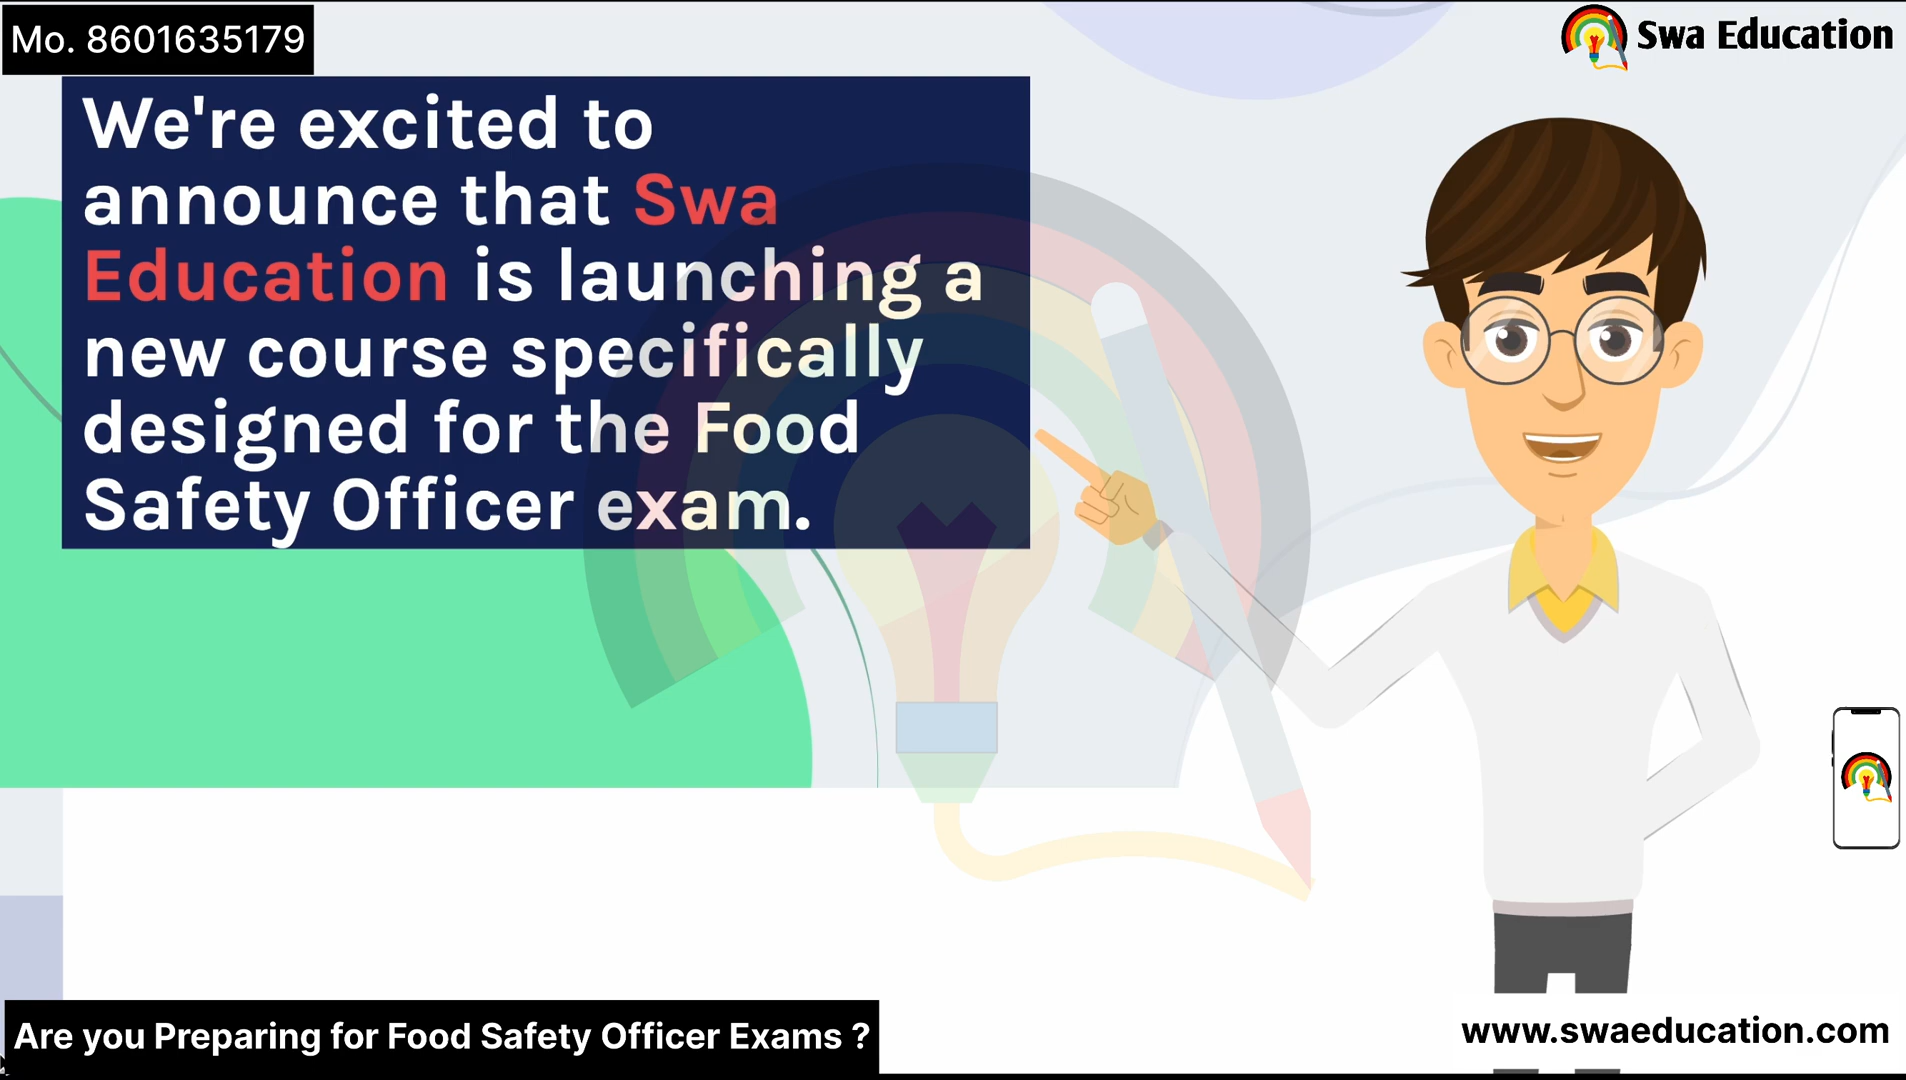 Mo. 8601635179
Swa Education
We're excited to
announce that Swa
Education is launching a
new course specifically
designed for the Food
Safety Officer exam.
Are you Preparing for Food Safety Officer Exams ?
www.swaeducation.com